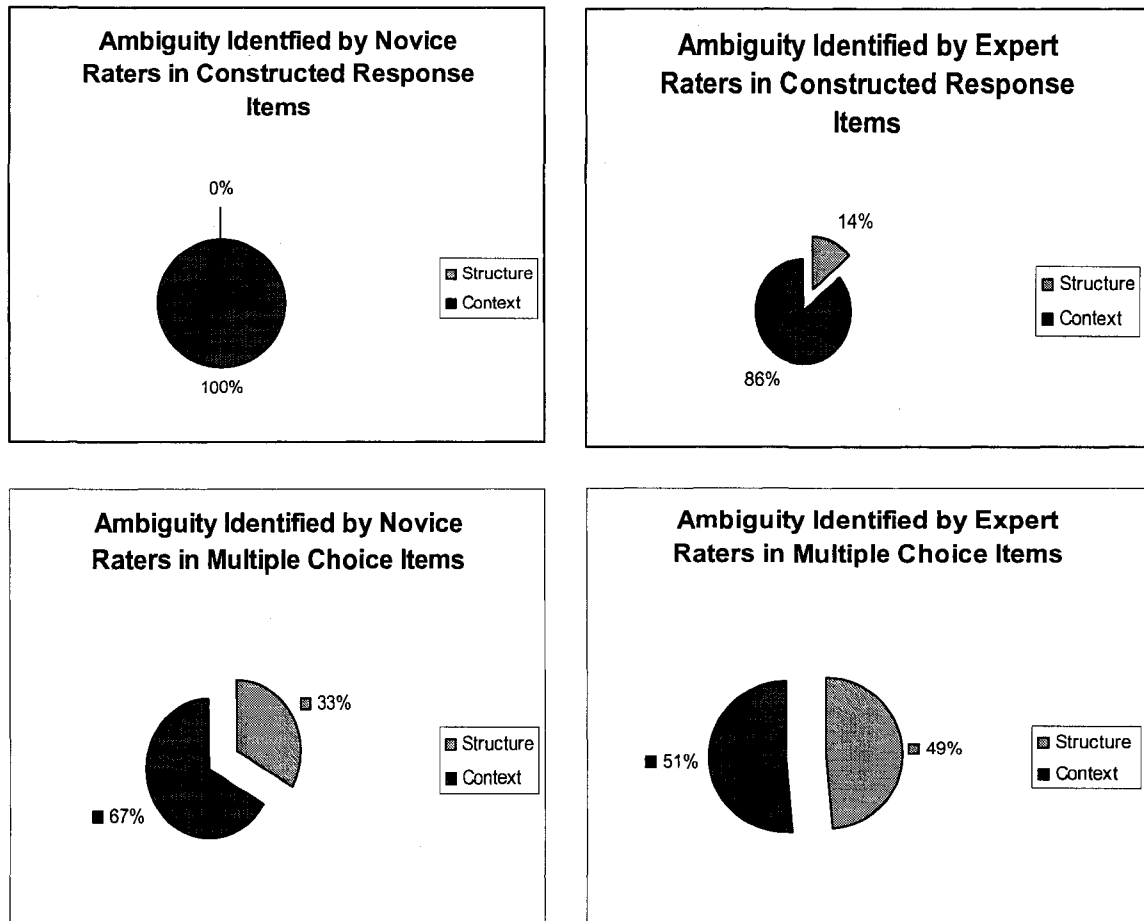 Ambiguity Identfied by Novice
Raters in Constructed Response
Items
0%
100%
Structure
Context
Ambiguity Identified by Expert
Raters in Constructed Response
Items
14%
86%
Structure
Context
Ambiguity Identified by Novice
Raters in Multiple Choice Items
33%
67%
Structure
Context
Ambiguity Identified by Expert
Raters in Multiple Choice Items
51%
49%
Structure
Context